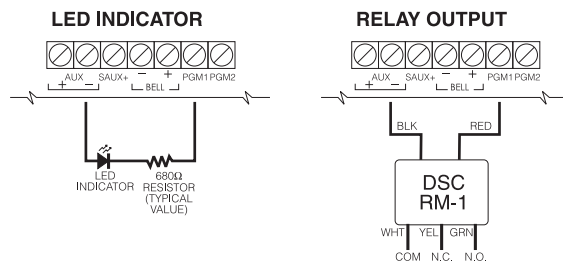 LED INDICATOR
AUX SAUX+ − + PGM1 PGM2
+ − BELL
LED
INDICATOR
680Ω
RESISTOR
(TYPICAL
VALUE)
RELAY OUTPUT
AUX SAUX+ − + PGM1 PGM2
+ − BELL
BLK RED
DSC
RM-1
WHT YEL GRN
COM N.C. N.O.